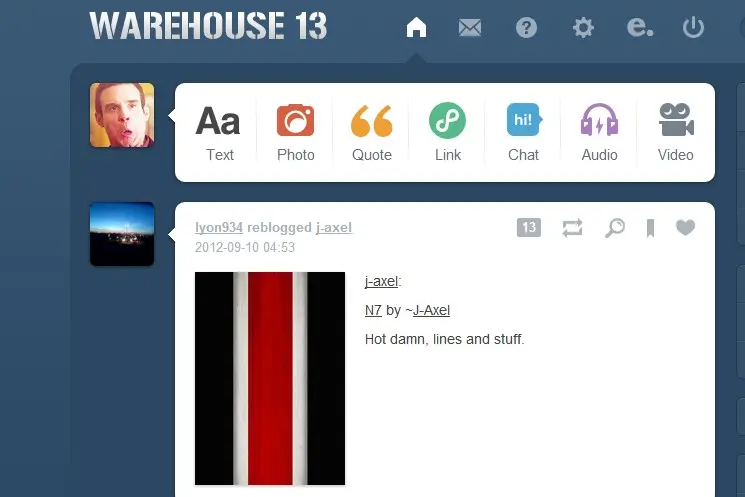 WAREHOUSE 13
? e.
Aa “ hi!
Text Photo Quote Link Chat Audio Video
lyon934 reblogged j-axel 13
2012-09-10 04:53
j-axel:
N7 by ~J-Axel
Hot damn, lines and stuff.